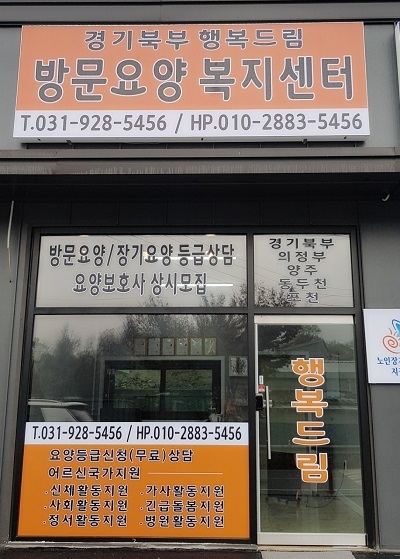 경기북부 행복드림
방문요양 복지센터
T.031-928-5456 / HP.010-2883-5456
방문요양/장기요양 등급상담
요양보호사 상시모집
경기북부
의정부
양주
동두천
포천
노인장
지
행복드림
T.031-928-5456 / HP.010-2883-5456
요양등급신청(무료)상담
어르신국가지원
.신체활동지원 .가사활동지원
.사회활동지원 .긴급돌봄지원
.정서활동지원 .병원활동지원